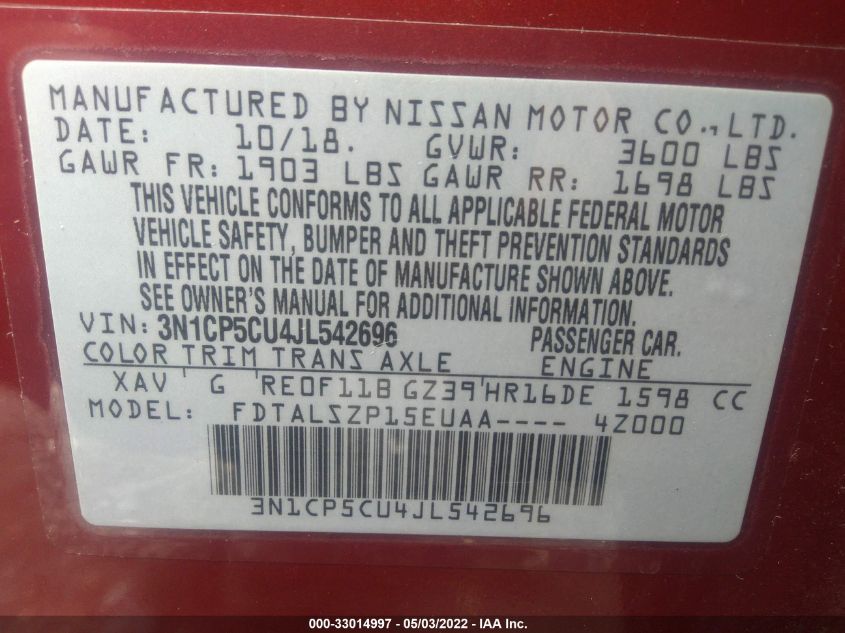 MANUFACTURED BY NISSAN MOTOR CO., LTD.
DATE: 10/18. GVWR: 3600 LBS
GAWR FR: 1903 LBS GAWR RR: 1698 LBS
THIS VEHICLE CONFORMS TO ALL APPLICABLE FEDERAL MOTOR
VEHICLE SAFETY, BUMPER AND THEFT PREVENTION STANDARDS
IN EFFECT ON THE DATE OF MANUFACTURE SHOWN ABOVE.
SEE OWNER'S MANUAL FOR ADDITIONAL INFORMATION.
VIN: 3N1CP5CU4JL542696 PASSENGER CAR.
COLOR TRIM TRANS AXLE ENGINE
XAV ' G 'RE0F11B GZ39'HR16DE 1598 CC
MODEL: FDTALSZP15EUAA---- 4Z000
3N1CP5CU4JL542696
000-33014997 - 05/03/2022 - IAA Inc.